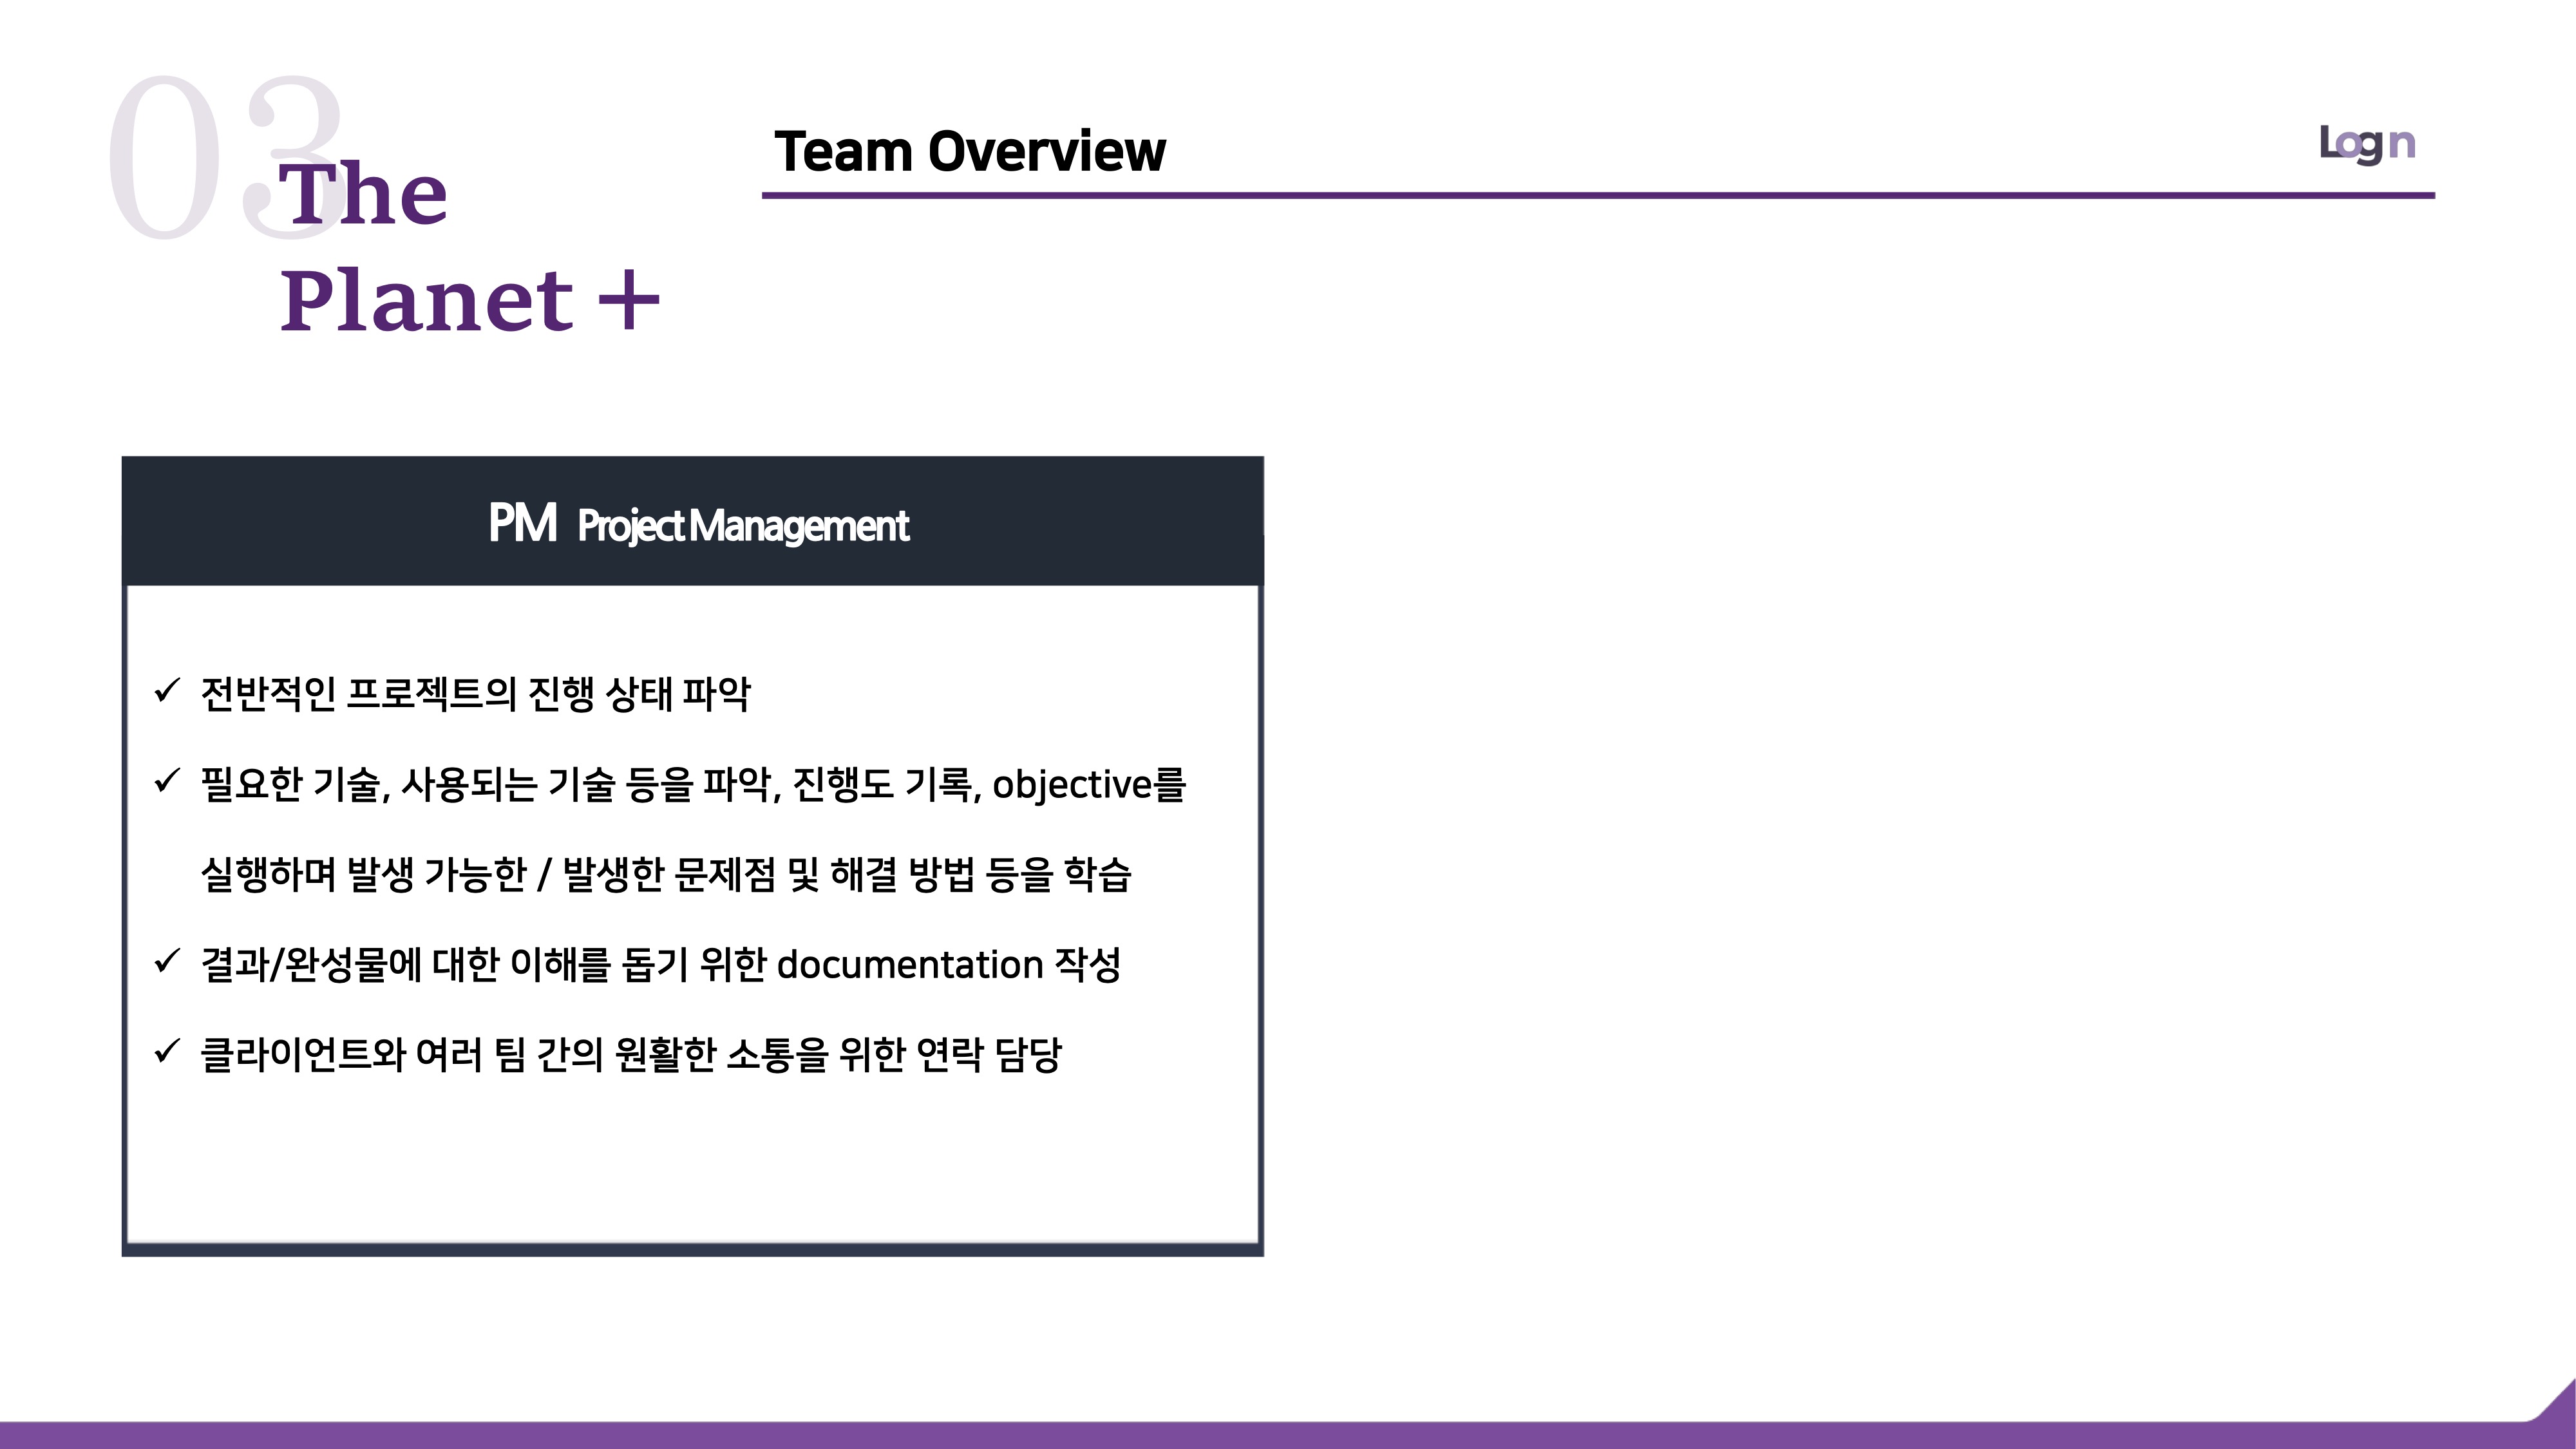 03
The
Planet +
Team Overview
Logn
PM Project Management
✓ 전반적인 프로젝트의 진행 상태 파악
✓ 필요한 기술, 사용되는 기술 등을 파악, 진행도 기록, objective를
실행하며 발생 가능한 / 발생한 문제점 및 해결 방법 등을 학습
✓ 결과/완성물에 대한 이해를 돕기 위한 documentation 작성
✓ 클라이언트와 여러 팀 간의 원활한 소통을 위한 연락 담당